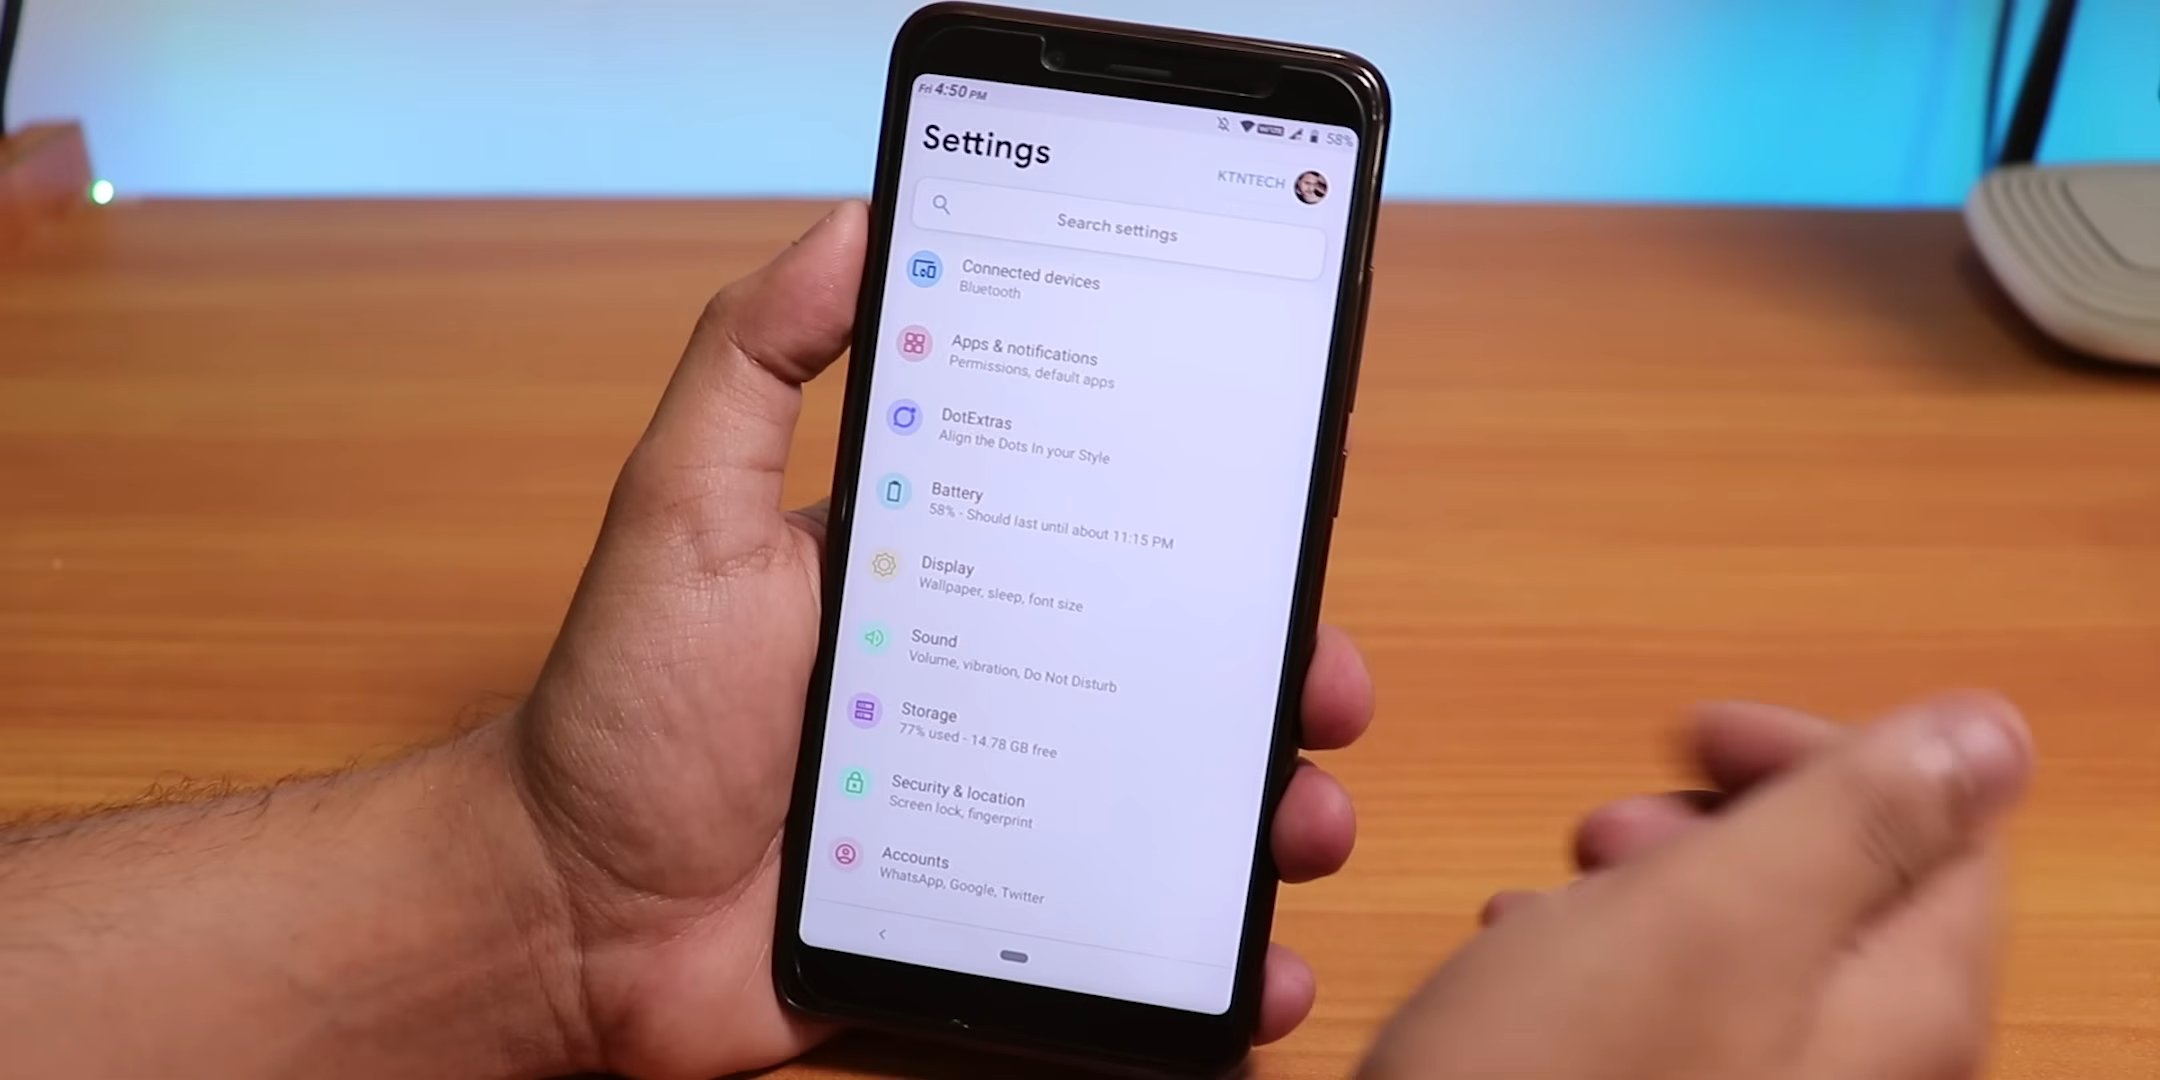 Fri 4:50 PM
58%
Settings
KTNTECH
Search settings
Connected devices
Bluetooth
Apps & notifications
Permissions, default apps
DotExtras
Align the Dots In your Style
Battery
58% - Should last until about 11:15 PM
Display
Wallpaper, sleep, font size
Sound
Volume, vibration, Do Not Disturb
Storage
77% used - 14.78 GB free
Security & location
Screen lock, fingerprint
Accounts
WhatsApp, Google, Twitter